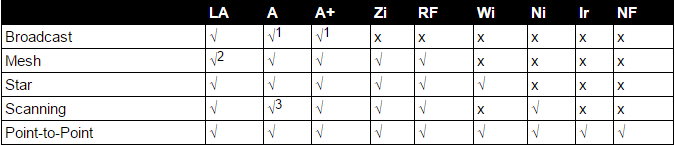 LA A A+ Zi RF Wi Ni Ir NF
Broadcast √ √1 √1 x x x x x x
Mesh √2 √ √ √ √ x x x x
Star √ √ √ √ √ √ x x x
Scanning √ √3 √ √ √ x √ x x
Point-to-Point √ √ √ √ √ √ √ √ √